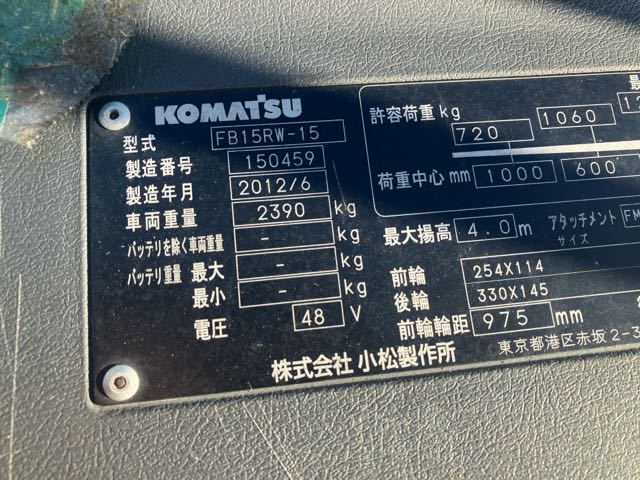 KOMATSU
型式 FB15RW-15
製造番号 150459
製造年月 2012/6
車両重量 2390 kg
バッテリを除く車両重量 - kg
バッテリ重量 最大 - kg
最小 - kg
電圧 48 V
許容荷重 kg
720 1060
荷重中心 mm 1000 600
最大揚高 4.0 m アタッチメント
サイズ
前輪 254X114
後輪 330X145
前輪輪距 975 mm
株式会社 小松製作所 東京都港区赤坂 2-3